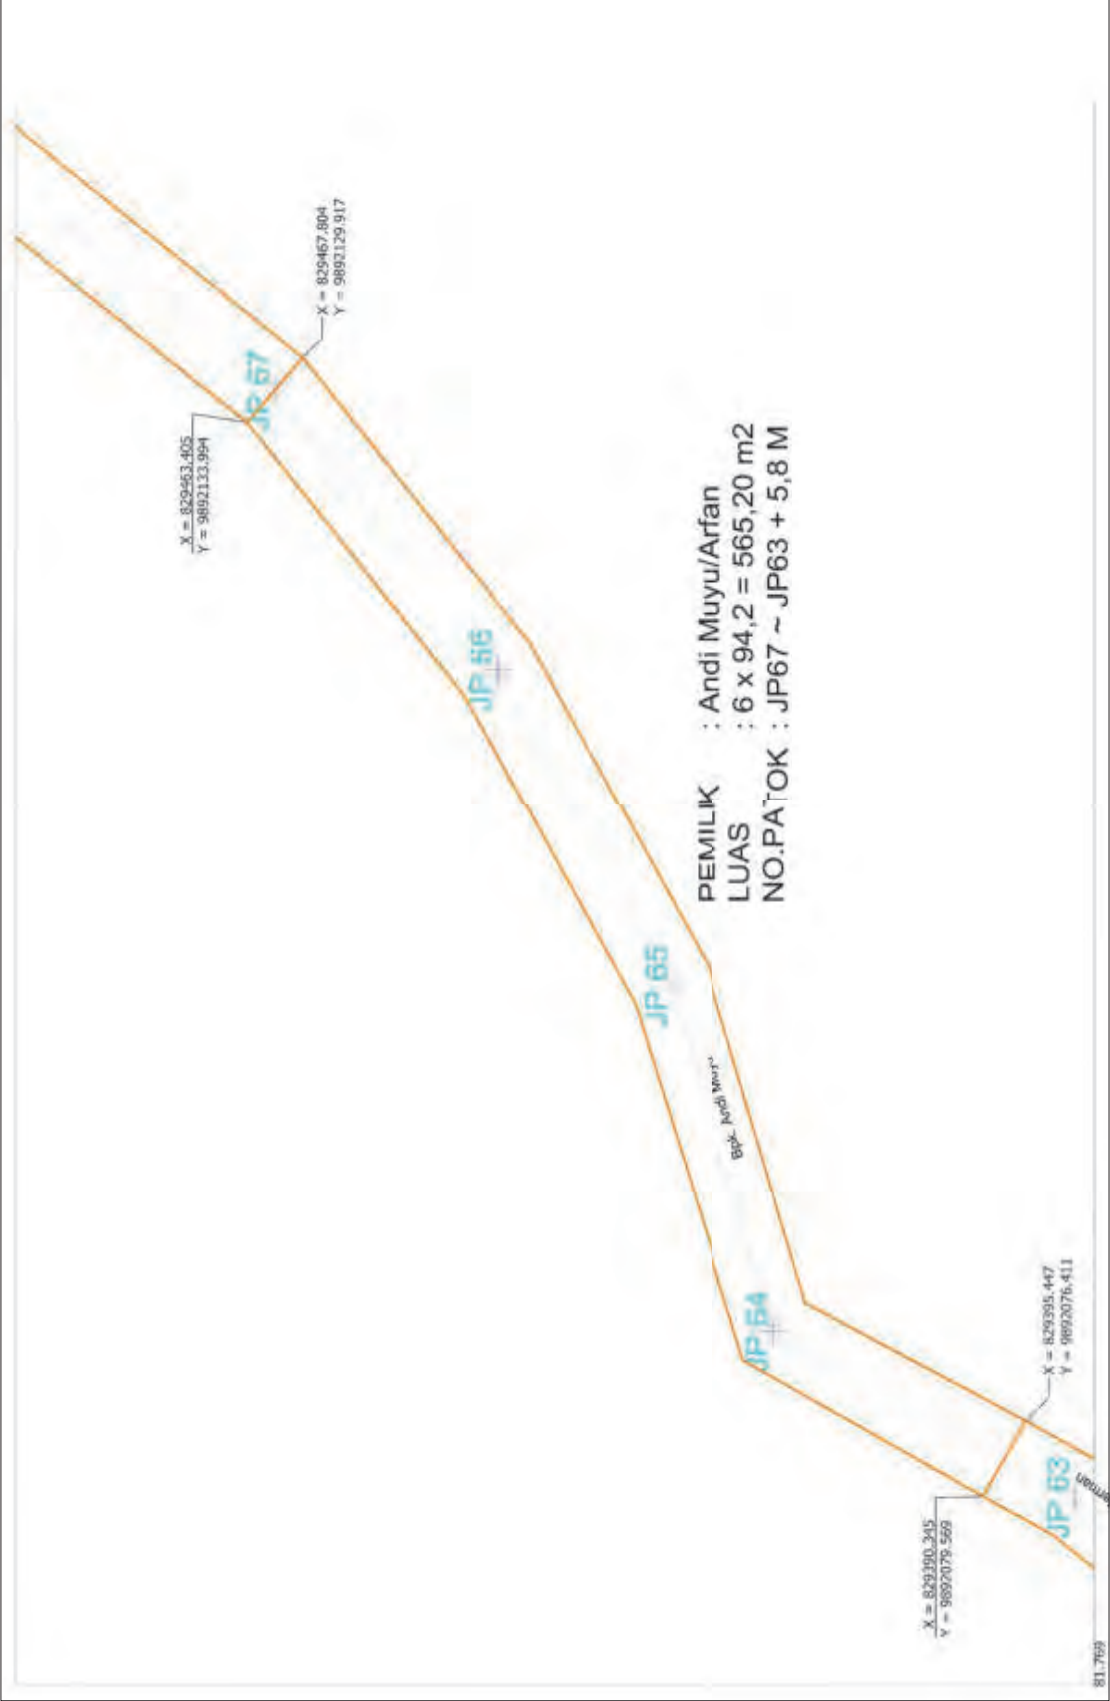 X = 829463.405
Y = 9892133.994
X = 829467.804
Y = 9892129.917
JP 67
JP 66
JP 65
JP 64
JP 63
Bpk. Andi
PEMILIK : Andi Muyu/Arfan
LUAS : 6 x 94,2 = 565,20 m2
NO.PATOK : JP67 ~ JP63 + 5,8 M
X = 829395.447
Y = 9892076.411
X = 829390.345
Y = 9892079.569
81.769